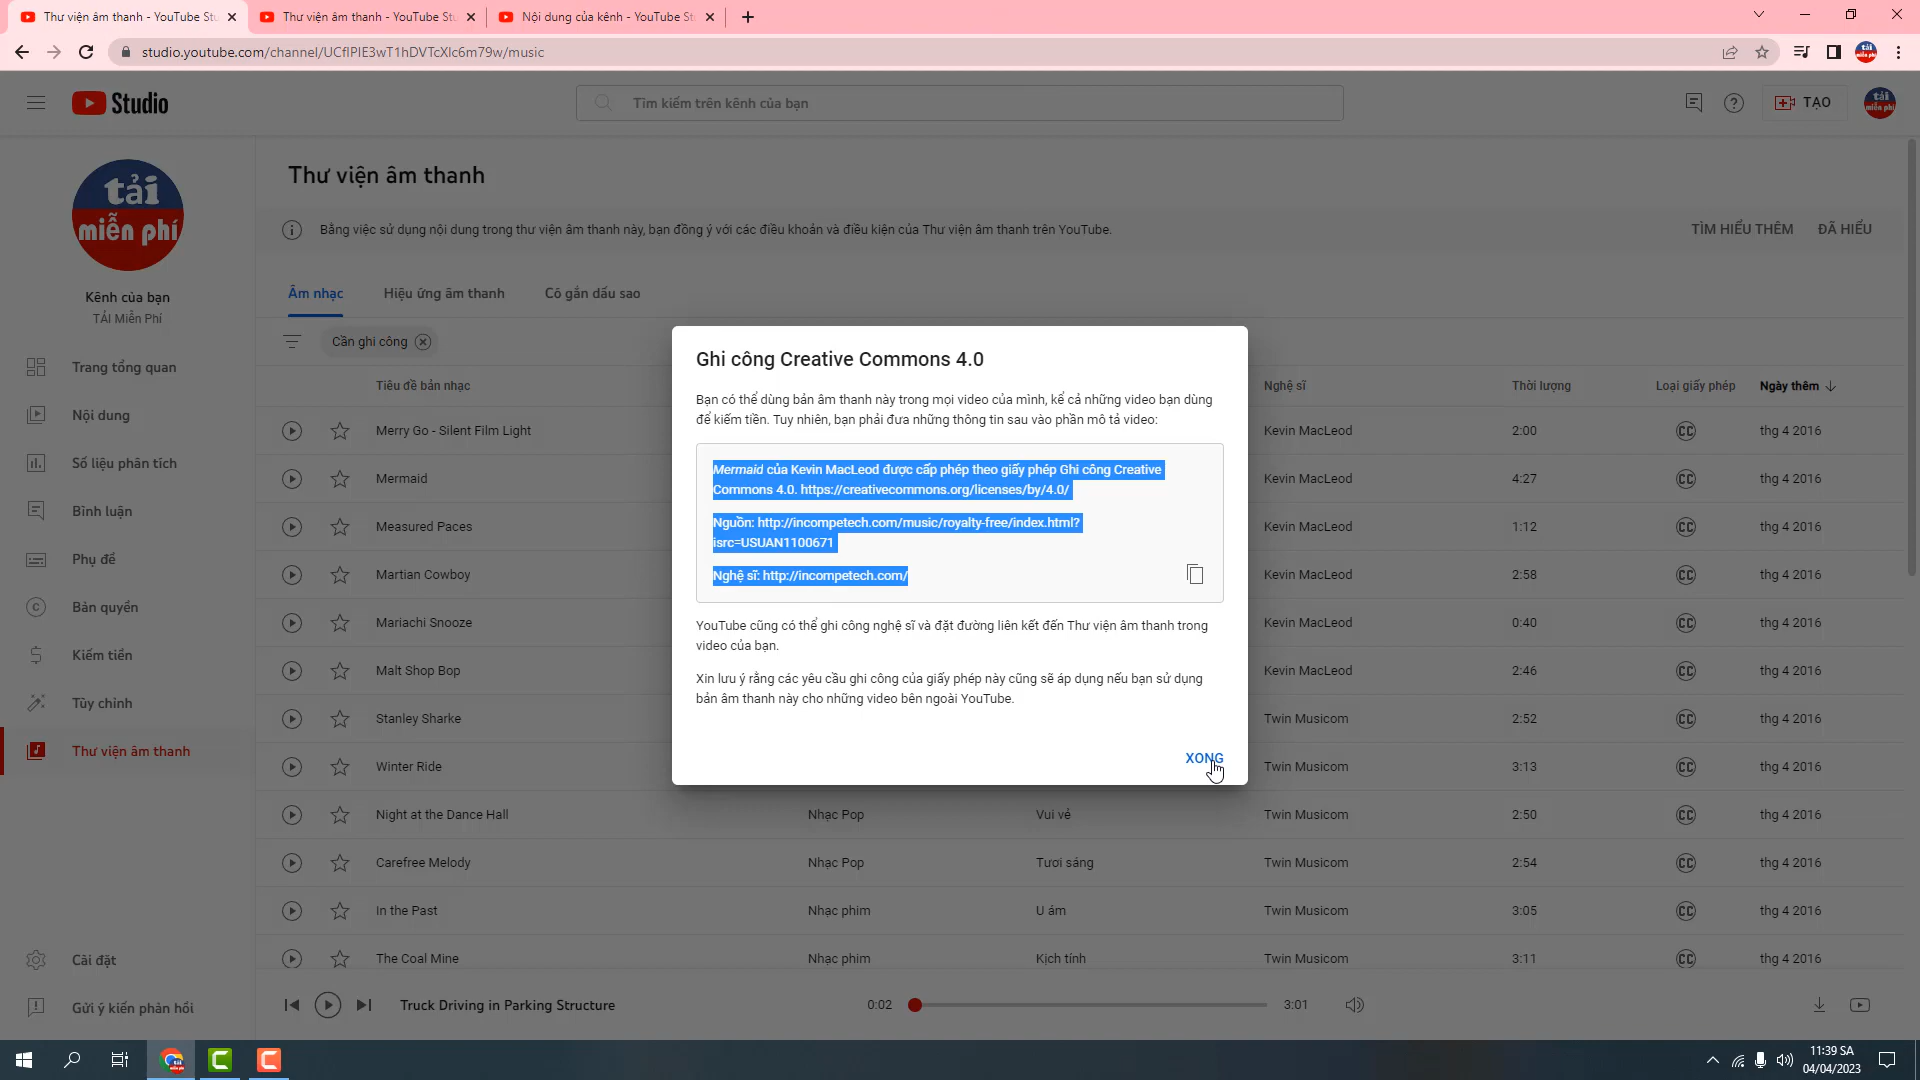 Thư viện âm thanh - YouTube Stu
Thư viện âm thanh - YouTube Stu
Nội dung của kênh - YouTube St
studio.youtube.com/channel/UCflPlE3wT1hDVTcXlc6m79w/music
Studio
Tìm kiếm trên kênh của bạn
TẠO
tải
miễn phí
tải
miễn phí
Kênh của bạn
TẢI Miễn Phí
Trang tổng quan
Nội dung
Số liệu phân tích
Bình luận
Phụ đề
Bản quyền
Kiếm tiền
Tùy chỉnh
Thư viện âm thanh
Cài đặt
Gửi ý kiến phản hồi
Thư viện âm thanh
Bằng việc sử dụng nội dung trong thư viện âm thanh này, bạn đồng ý với các điều khoản và điều kiện của Thư viện âm thanh trên YouTube.
TÌM HIỂU THÊM ĐÃ HIỂU
Âm nhạc Hiệu ứng âm thanh Có gắn dấu sao
Cần ghi công
Tiêu đề bản nhạc Nghệ sĩ Thời lượng Loại giấy phép Ngày thêm
Merry Go - Silent Film Light Kevin MacLeod 2:00 CC thg 4 2016
Mermaid Kevin MacLeod 4:27 CC thg 4 2016
Measured Paces Kevin MacLeod 1:12 CC thg 4 2016
Martian Cowboy Kevin MacLeod 2:58 CC thg 4 2016
Mariachi Snooze Kevin MacLeod 0:40 CC thg 4 2016
Malt Shop Bop Kevin MacLeod 2:46 CC thg 4 2016
Stanley Sharke Twin Musicom 2:52 CC thg 4 2016
Winter Ride Twin Musicom 3:13 CC thg 4 2016
Night at the Dance Hall Nhạc Pop Vui vẻ Twin Musicom 2:50 CC thg 4 2016
Carefree Melody Nhạc Pop Tươi sáng Twin Musicom 2:54 CC thg 4 2016
In the Past Nhạc phim U ám Twin Musicom 3:05 CC thg 4 2016
The Coal Mine Nhạc phim Kịch tính Twin Musicom 3:11 CC thg 4 2016
Ghi công Creative Commons 4.0
Bạn có thể dùng bản âm thanh này trong mọi video của mình, kể cả những video bạn dùng
để kiếm tiền. Tuy nhiên, bạn phải đưa những thông tin sau vào phần mô tả video:
Mermaid của Kevin MacLeod được cấp phép theo giấy phép Ghi công Creative
Commons 4.0. https://creativecommons.org/licenses/by/4.0/
Nguồn: http://incompetech.com/music/royalty-free/index.html?
isrc=USUAN1100671
Nghệ sĩ: http://incompetech.com/
YouTube cũng có thể ghi công nghệ sĩ và đặt đường liên kết đến Thư viện âm thanh trong
video của bạn.
Xin lưu ý rằng các yêu cầu ghi công của giấy phép này cũng sẽ áp dụng nếu bạn sử dụng
bản âm thanh này cho những video bên ngoài YouTube.
XONG
Truck Driving in Parking Structure 0:02 3:01
11:39 SA
04/04/2023